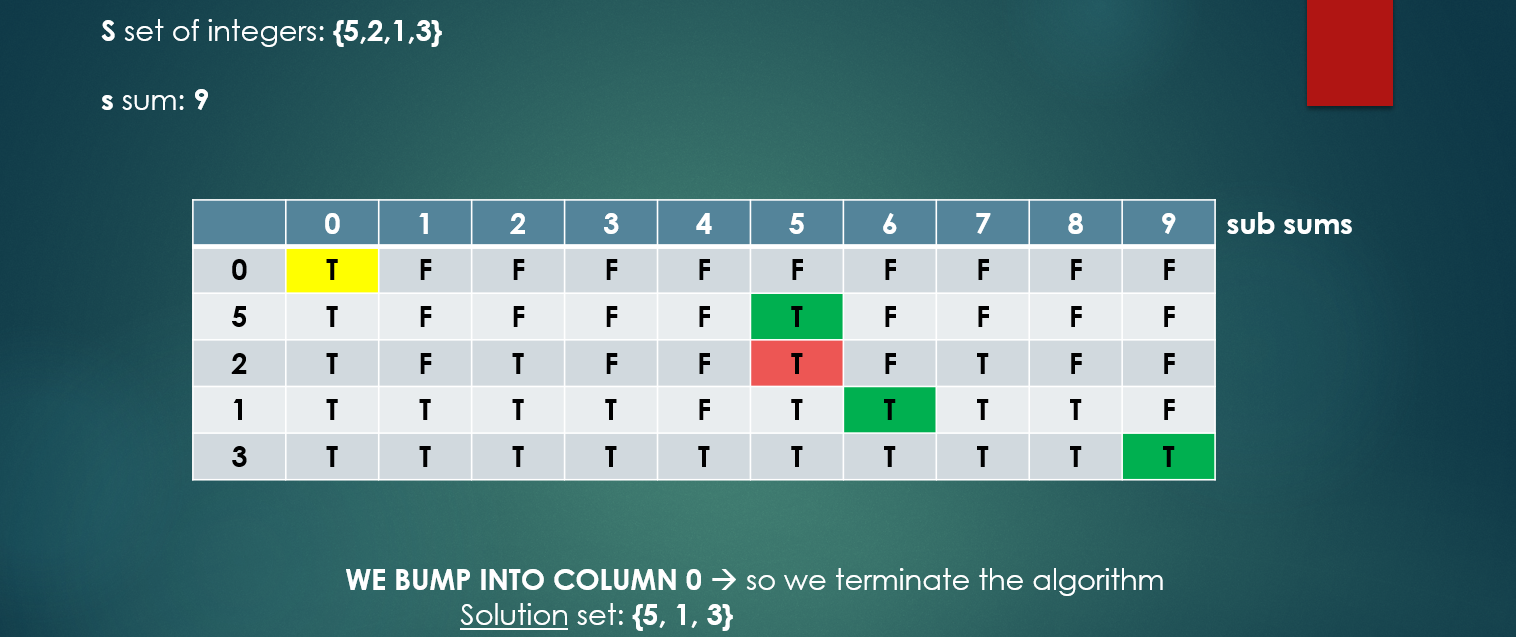 S set of integers: {5,2,1,3}
s sum: 9
0 1 2 3 4 5 6 7 8 9 sub sums
0 T F F F F F F F F F
5 T F F F F T F F F F
2 T F T F F T F T F F
1 T T T T F T T T T F
3 T T T T T T T T T T
WE BUMP INTO COLUMN 0 → so we terminate the algorithm
Solution set: {5, 1, 3}